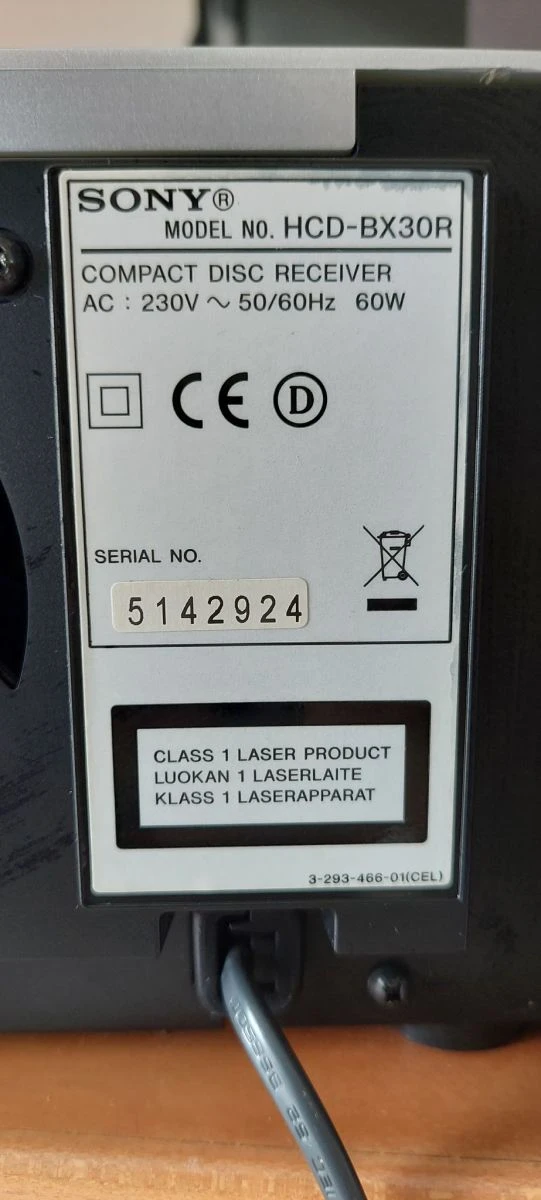 SONY®
MODEL NO. HCD-BX30R
COMPACT DISC RECEIVER
AC : 230V ~ 50/60Hz 60W
CE D
SERIAL NO.
5142924
CLASS 1 LASER PRODUCT
LUOKAN 1 LASERLAITE
KLASS 1 LASERAPPARAT
3-293-466-01(CEL)